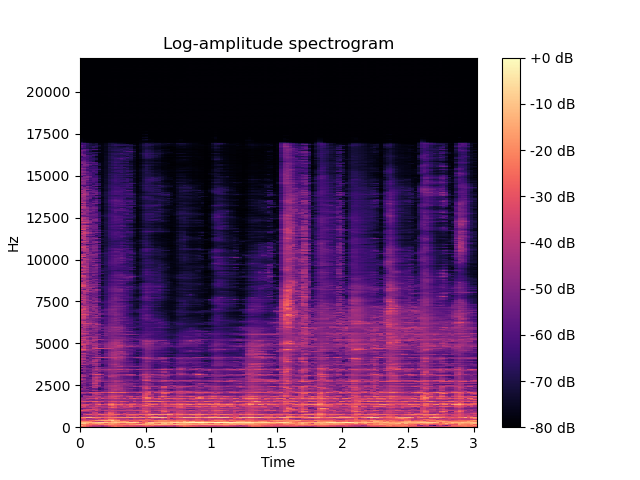 Log-amplitude spectrogram
Hz
20000
17500
15000
12500
10000
7500
5000
2500
0
0
0.5
1
1.5
2
2.5
3
Time
+0 dB
-10 dB
-20 dB
-30 dB
-40 dB
-50 dB
-60 dB
-70 dB
-80 dB